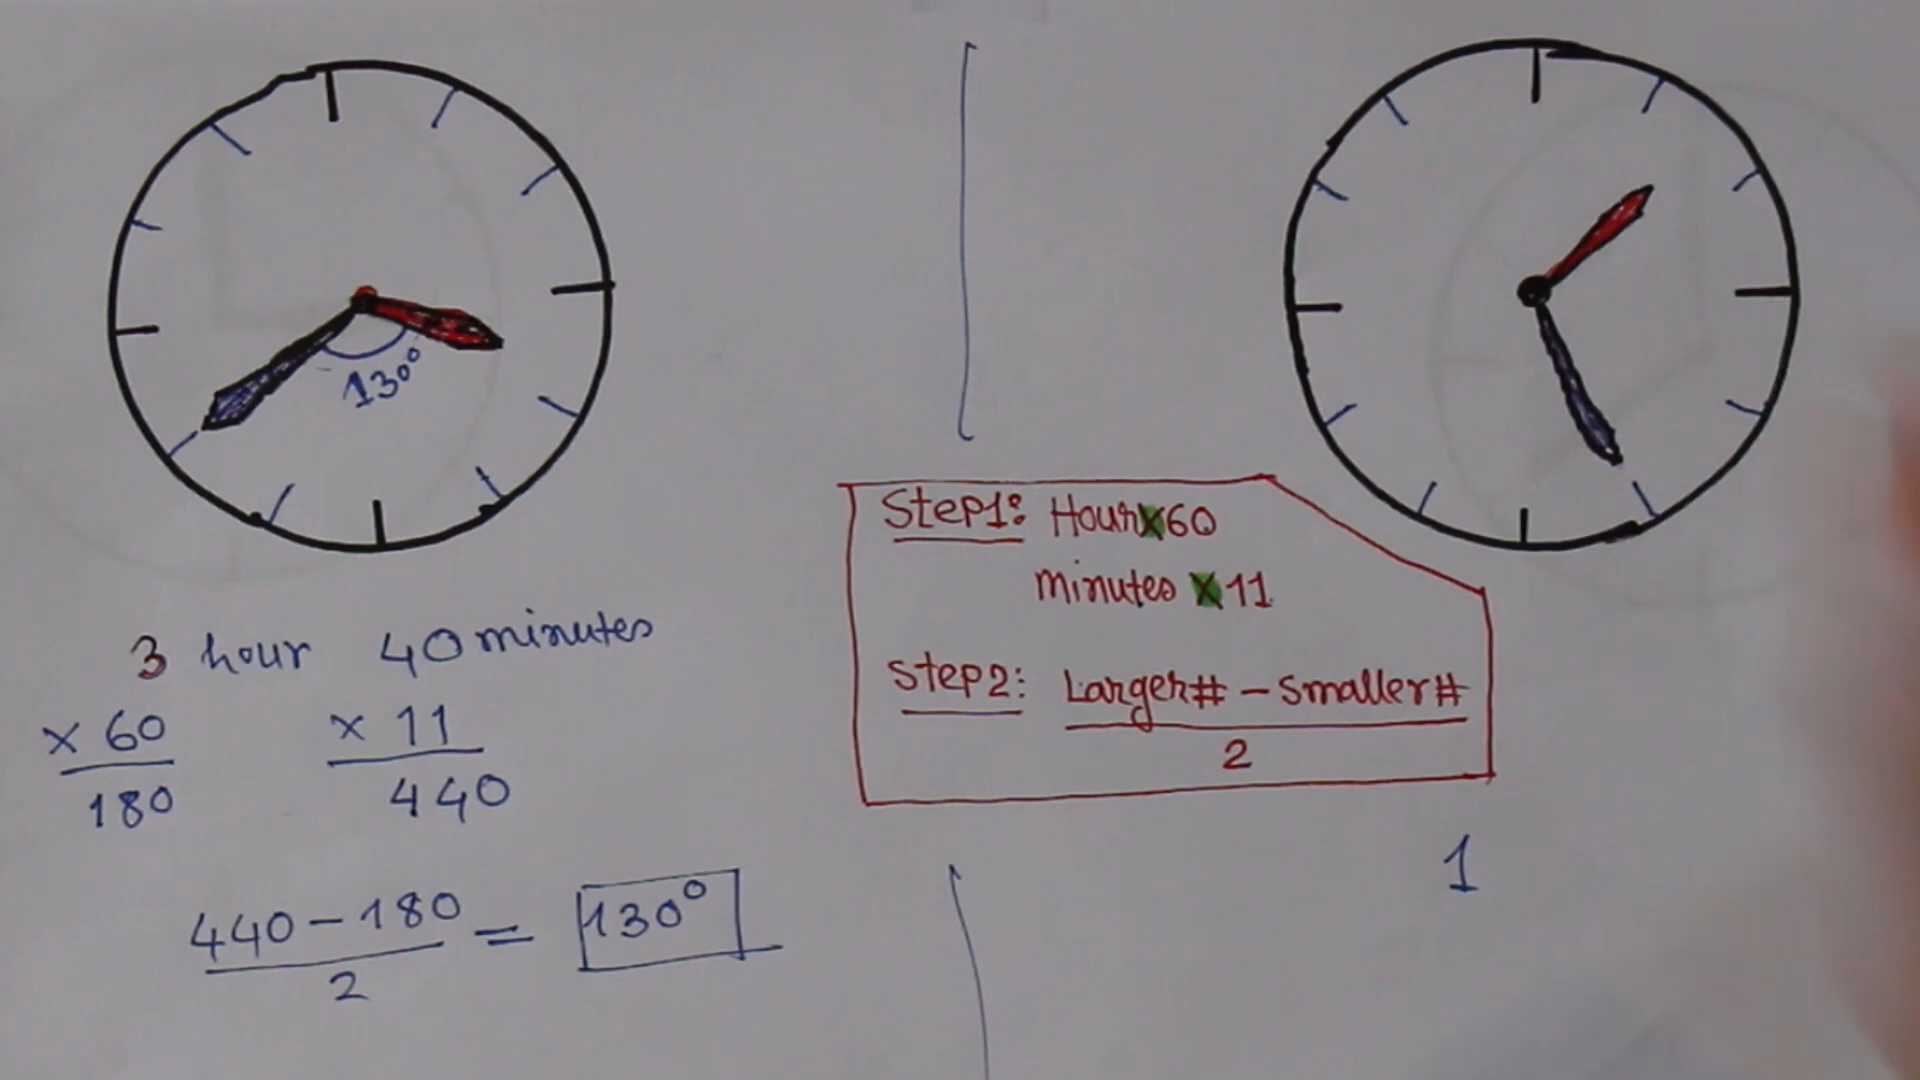 130°
3 hour 40 minutes
× 60
× 11
180
440
440 - 180
2
= 130°
Step1: Hour×60
minutes ×11
Step2: Larger# - Smaller#
2
1